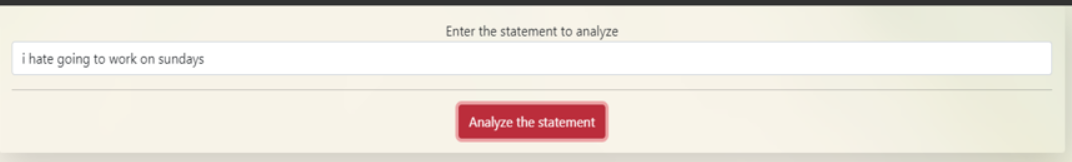 Enter the statement to analyze
i hate going to work on sundays
Analyze the statement